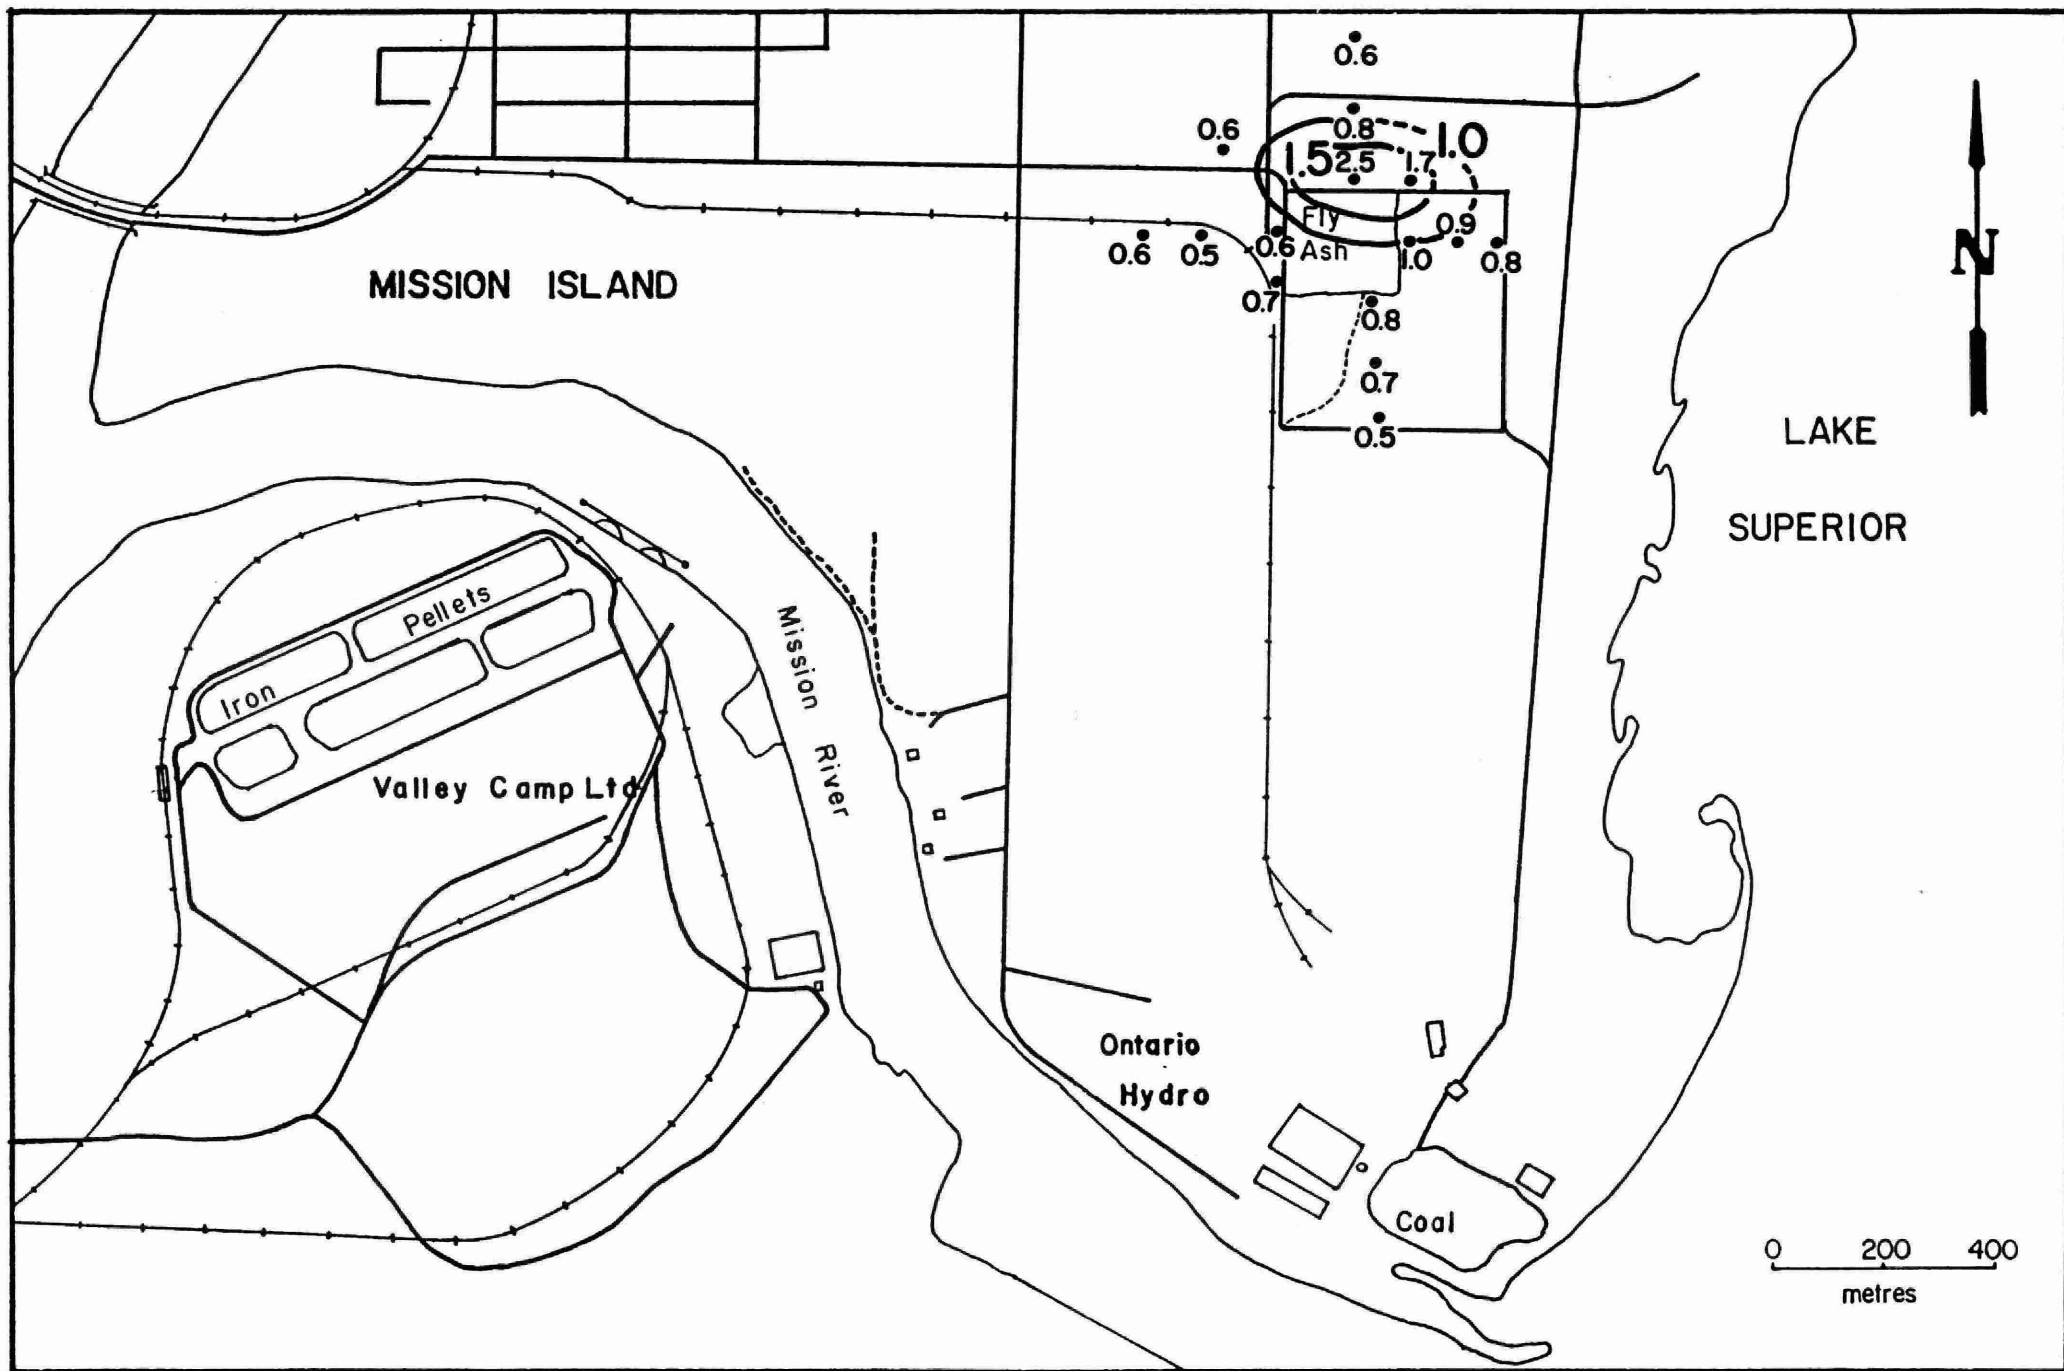 0.6
0.6
0.8
1.0
1.5
2.5
1.7
Fly
Ash
0.9
0.6
0.5
0.6
1.0
0.8
0.7
0.8
0.7
0.5
MISSION ISLAND
N
LAKE
SUPERIOR
Iron Pellets
Valley Camp Ltd.
Mission River
Ontario
Hydro
Coal
0 200 400
metres